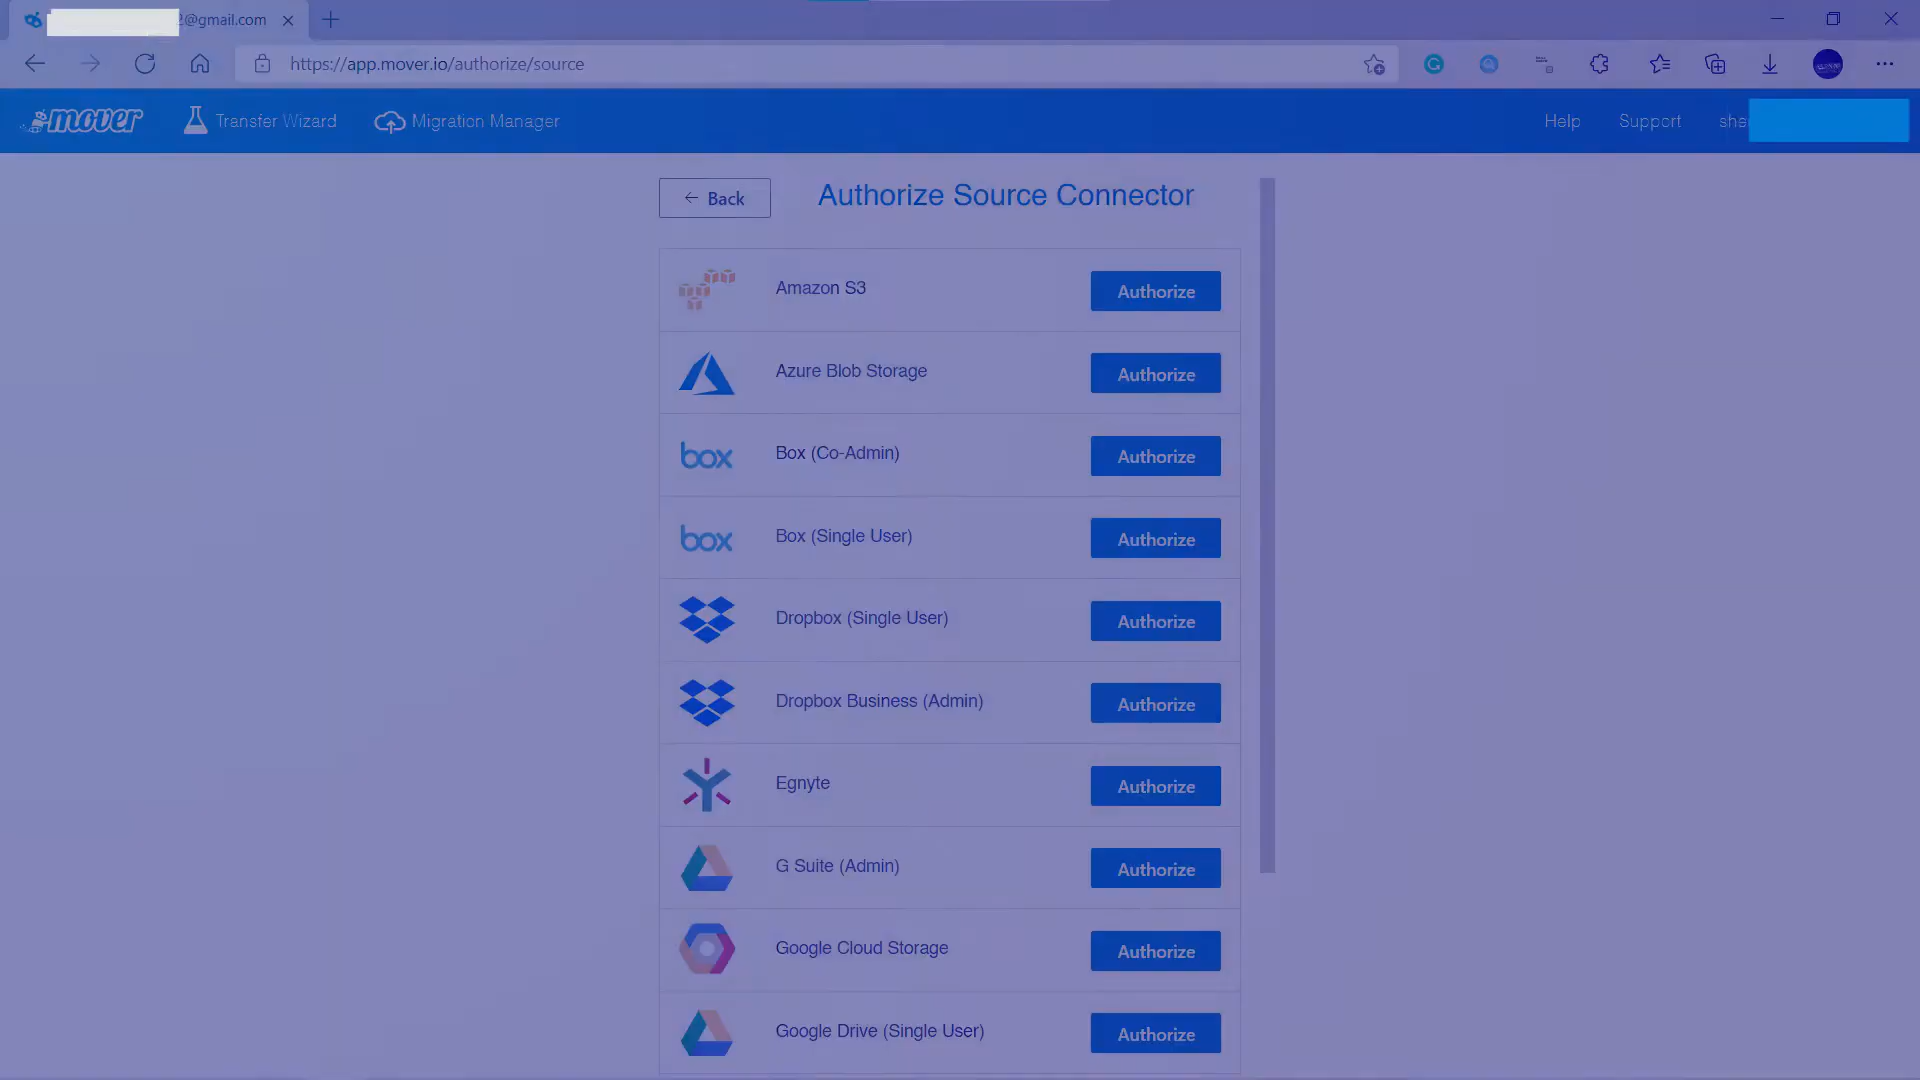 2@gmail.com
https://app.mover.io/authorize/source
mover
Transfer Wizard
Migration Manager
Help
Support
she
Back
Authorize Source Connector
Amazon S3
Authorize
Azure Blob Storage
Authorize
box
Box (Co-Admin)
Authorize
box
Box (Single User)
Authorize
Dropbox (Single User)
Authorize
Dropbox Business (Admin)
Authorize
Egnyte
Authorize
G Suite (Admin)
Authorize
Google Cloud Storage
Authorize
Google Drive (Single User)
Authorize